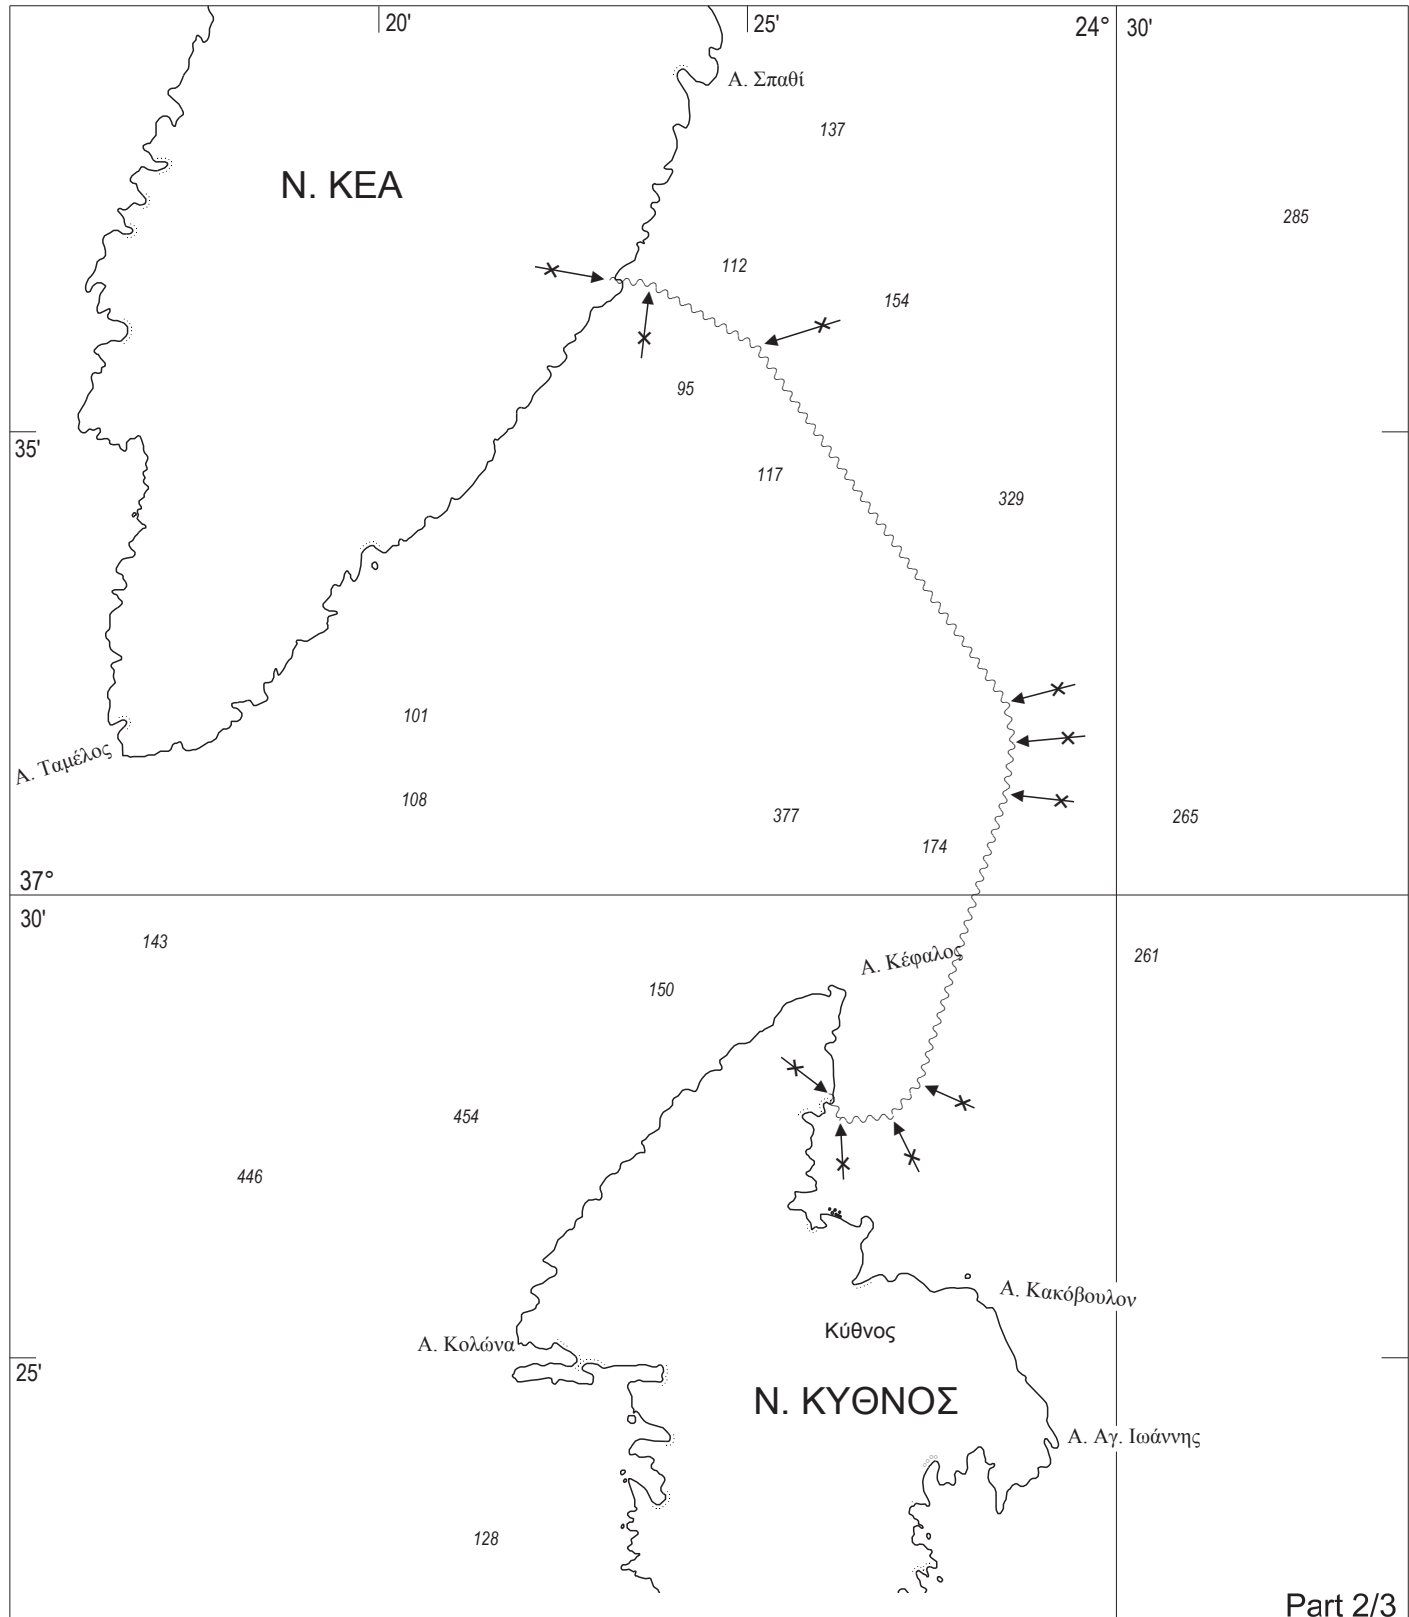 20'
25'
24° 30'
Α. Σπαθί
137
Ν. ΚΕΑ
285
112
154
95
35'
117
329
101
Α. Ταμέλος
108
377
265
174
37°
30'
143
Α. Κέφαλος
261
150
454
446
Α. Κακόβουλον
Κύθνος
Α. Κολώνα
25'
Ν. ΚΥΘΝΟΣ
Α. Αγ. Ιωάννης
128
Part 2/3